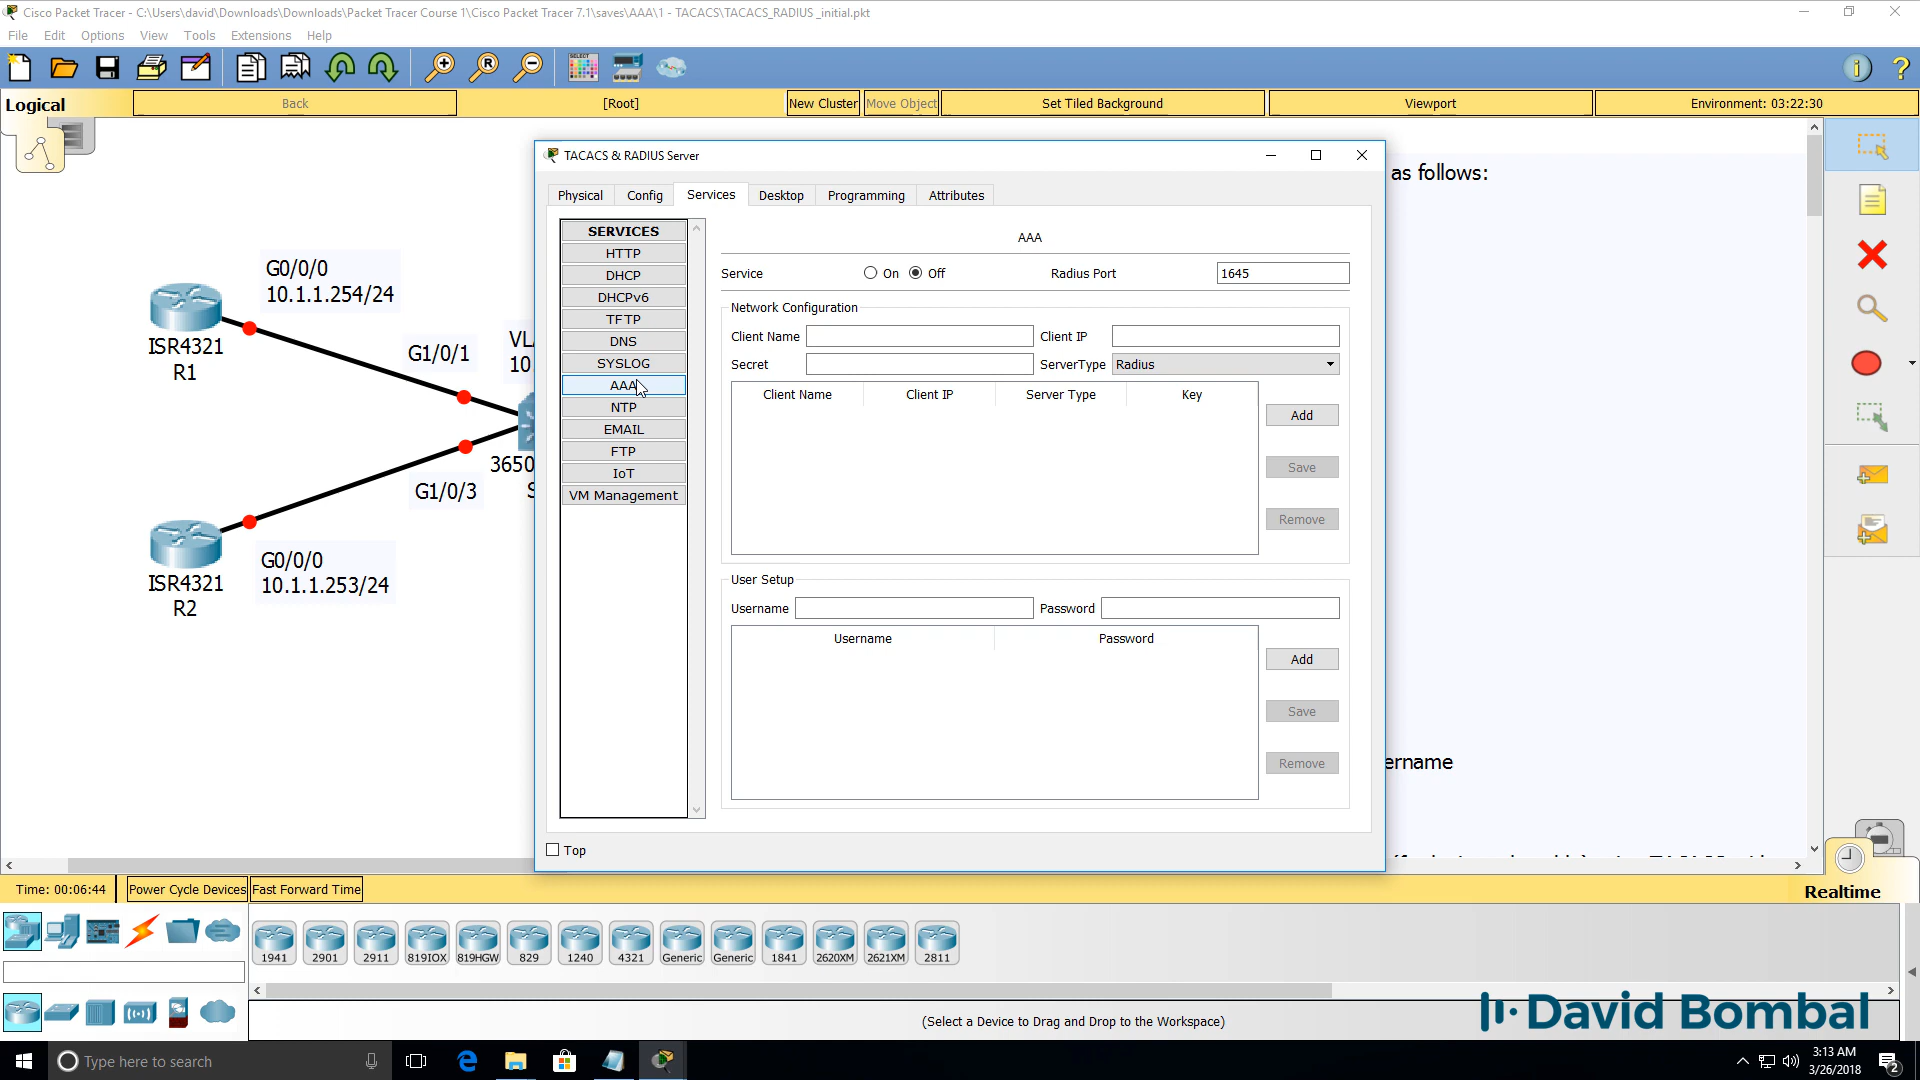 Cisco Packet Tracer - C:\Users\david\Downloads\Downloads\Packet Tracer Course 1\Cisco Packet Tracer 7.1\saves\AAA\1 - TACACS\TACACS_RADIUS _initial.pkt
File Edit Options View Tools Extensions Help
Logical Back [Root] New Cluster Move Object Set Tiled Background Viewport Environment: 03:22:30
as follows:
G0/0/0
10.1.1.254/24
ISR4321
R1
G1/0/1
10
3650
G1/0/3
G0/0/0
10.1.1.253/24
ISR4321
R2
TACACS & RADIUS Server
Physical Config Services Desktop Programming Attributes
SERVICES
HTTP
DHCP
DHCPv6
TFTP
DNS
SYSLOG
AAA
NTP
EMAIL
FTP
IoT
VM Management
AAA
Service On Off Radius Port 1645
Network Configuration
Client Name Client IP
Secret ServerType Radius
Client Name Client IP Server Type Key
Add
Save
Remove
User Setup
Username Password
Username Password
Add
Save
Remove
Top
ername
Time: 00:06:44 Power Cycle Devices Fast Forward Time Realtime
SELECT
1941 2901 2911 819IOX 819HGW 829 1240 4321 Generic Generic 1841 2620XM 2621XM 2811
(Select a Device to Drag and Drop to the Workspace)
David Bombal
Type here to search
3:13 AM
3/26/2018
2